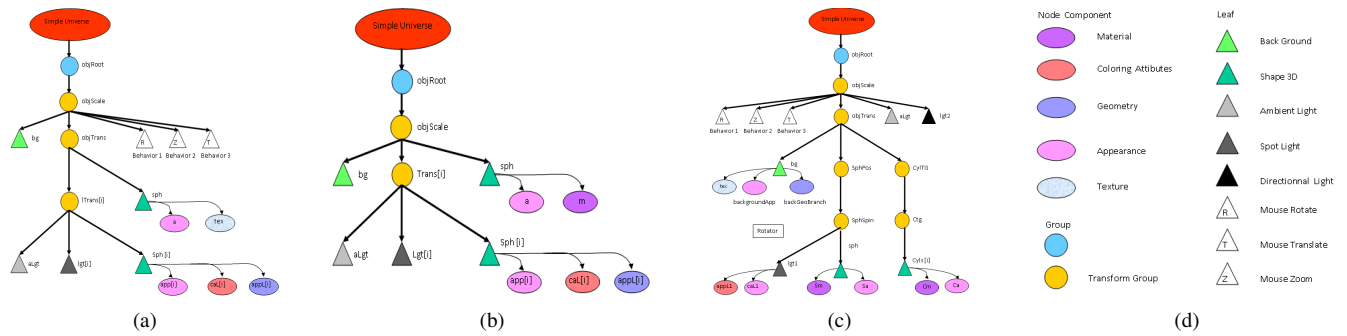 Simple Universe
objRoot
objScale
bg
objTrans
R
Z
T
Behavior 1 Behavior 2 Behavior 3
lTrans[i]
sph
a
tex
aLgt
lgt[i]
Sph [i]
app[i]
caL[i]
appL[i]
(a)
Simple Universe
objRoot
objScale
bg
Trans[i]
sph
a
m
aLgt
Lgt[i]
Sph [i]
app[i]
caL[i]
appL[i]
(b)
Simple Universe
objRoot
objScale
R
Z
T
Behavior 1 Behavior 2 Behavior 3
objTrans
aLgt
lgt2
bg
tex
backgroundApp
backGeoBranch
SphPos
CylTG
SphSpin
Ctg
Rotator
sph
lgt1
Cyls[i]
appL1
caL1
Sm
Sa
Cm
Ca
(c)
Node Component
Material
Coloring Attibutes
Geometry
Appearance
Texture
Group
Transform Group
Leaf
Back Ground
Shape 3D
Ambient Light
Spot Light
Directionnal Light
R
Mouse Rotate
T
Mouse Translate
Z
Mouse Zoom
(d)